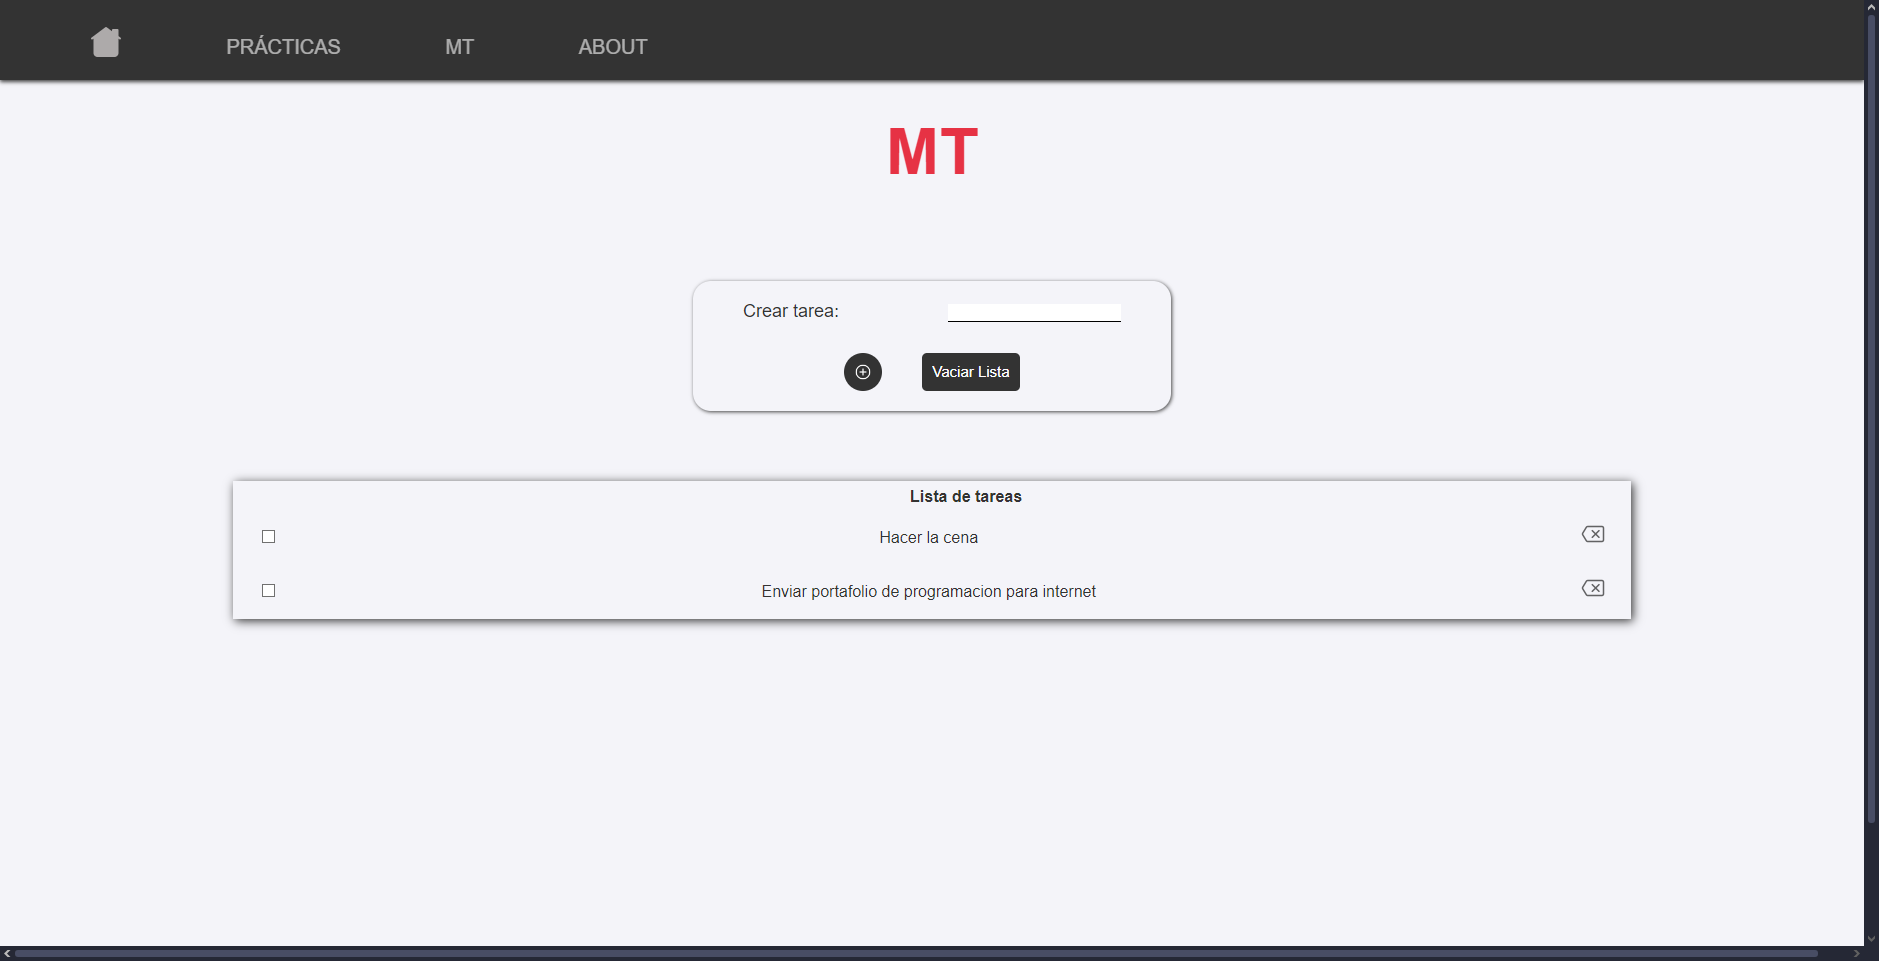 PRÁCTICAS
MT
ABOUT
MT
Crear tarea:
Vaciar Lista
Lista de tareas
Hacer la cena
Enviar portafolio de programacion para internet